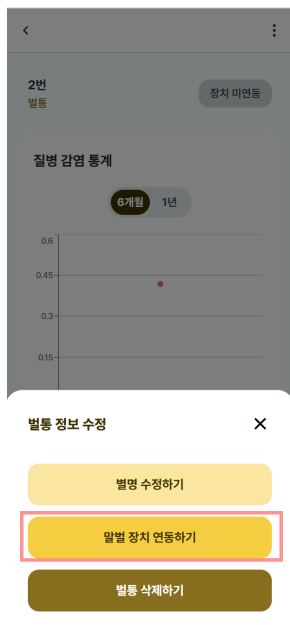 2번
벌통
장치 미연동
질병 감염 통계
6개월 1년
0.6
0.45
0.3
0.15
벌통 정보 수정
별명 수정하기
말벌 장치 연동하기
벌통 삭제하기